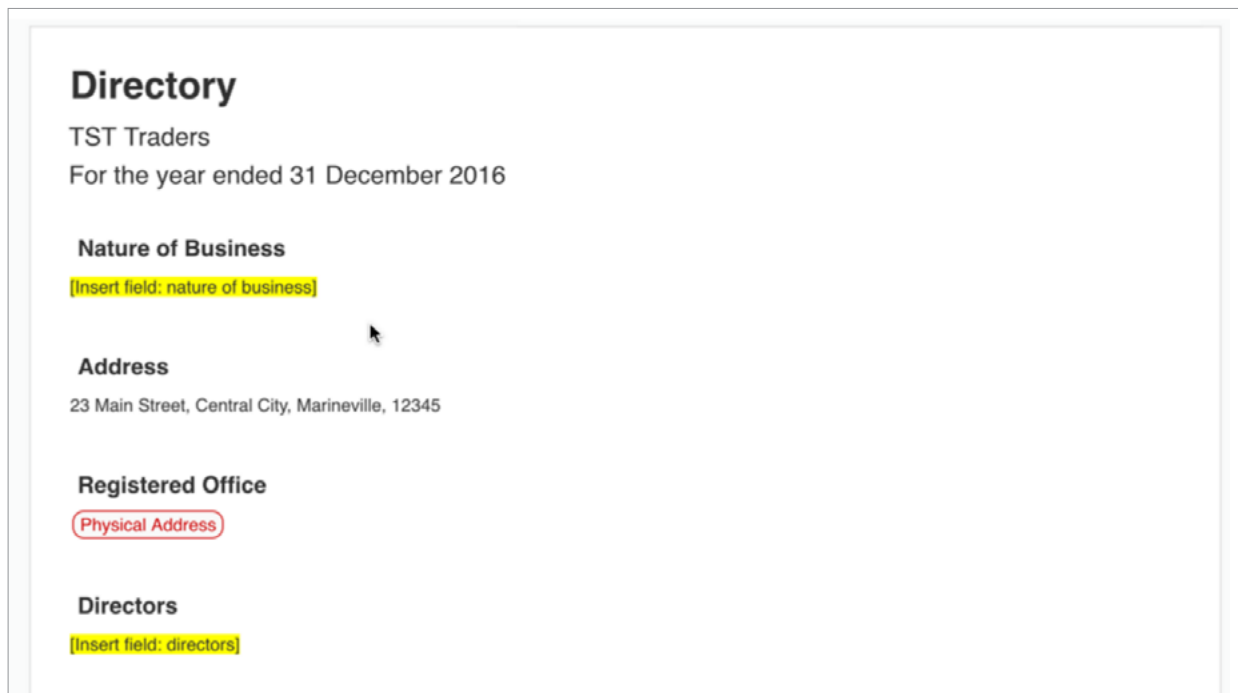 Directory
TST Traders
For the year ended 31 December 2016
Nature of Business
[Insert field: nature of business]
Address
23 Main Street, Central City, Marineville, 12345
Registered Office
Physical Address
Directors
[Insert field: directors]